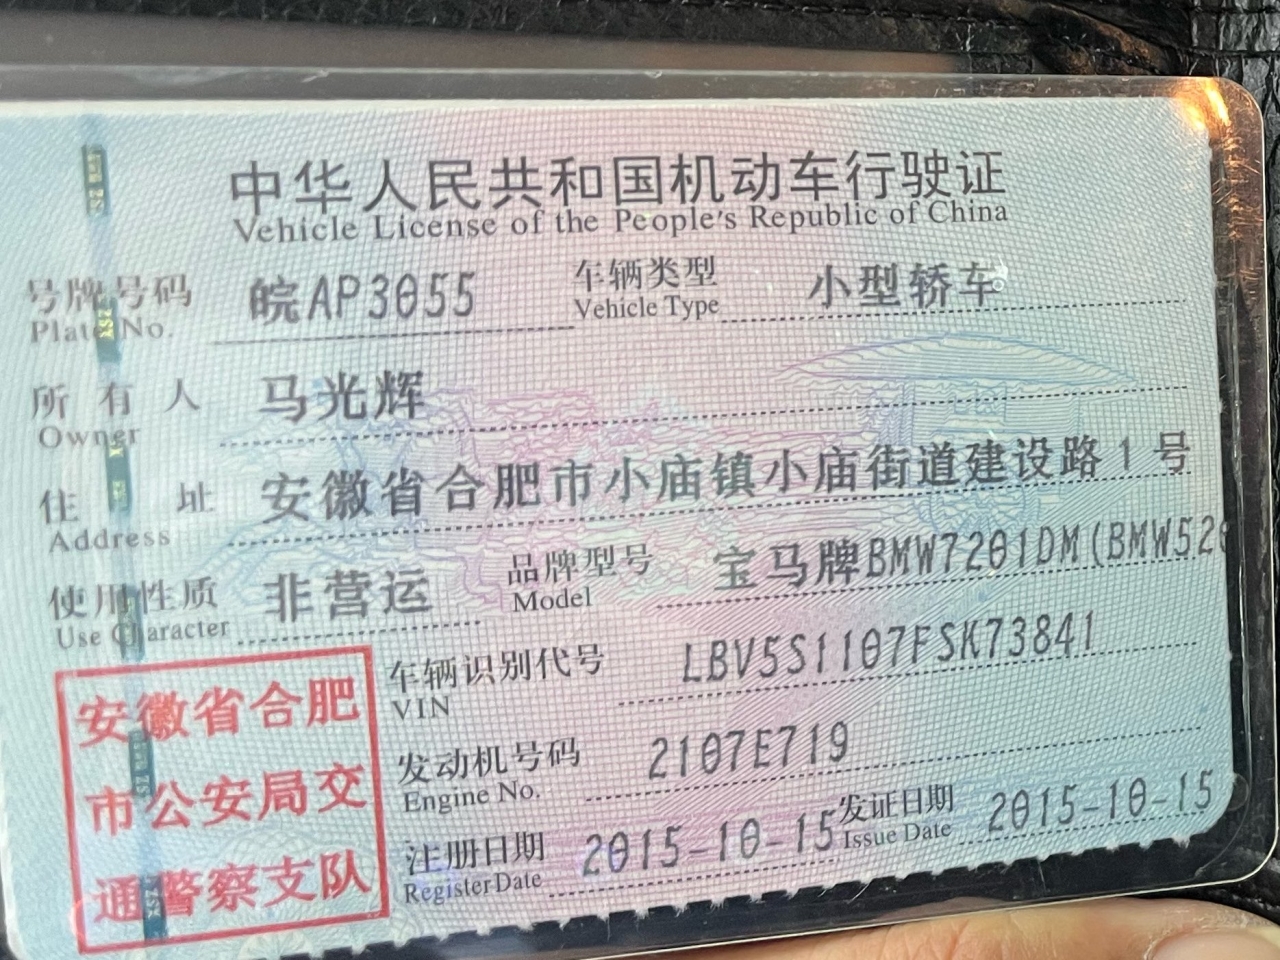 中华人民共和国机动车行驶证
Vehicle License of the People's Republic of China
号牌号码 皖AP3055 车辆类型 小型轿车
Plate No. Vehicle Type
所有人 马光辉
Owner
住址 安徽省合肥市小庙镇小庙街道建设路1号
Address
使用性质 非营运 品牌型号 宝马牌BMW7201DM(BMW52
Use Character Model
车辆识别代号 LBV5S1107FSK73841
VIN
发动机号码 2107E719
Engine No.
注册日期 2015-10-15 发证日期 2015-10-15
Register Date Issue Date
安徽省合肥
市公安局交
通警察支队